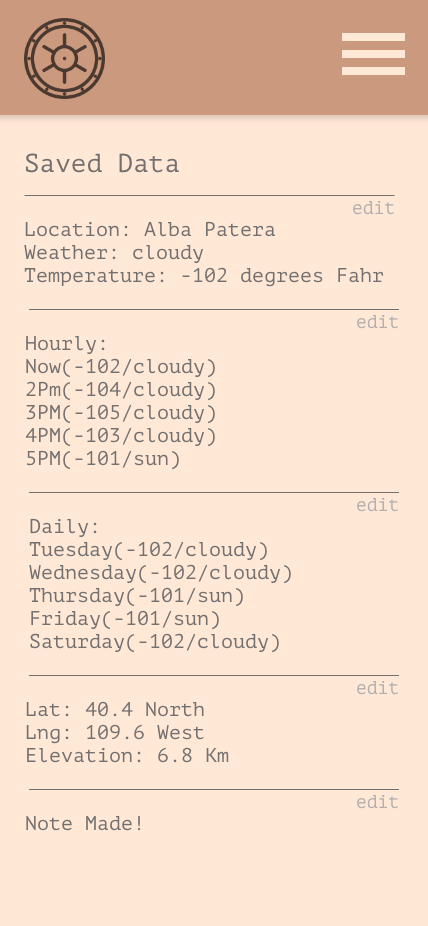 Saved Data
edit
Location: Alba Patera
Weather: cloudy
Temperature: -102 degrees Fahr
edit
Hourly:
Now(-102/cloudy)
2Pm(-104/cloudy)
3PM(-105/cloudy)
4PM(-103/cloudy)
5PM(-101/sun)
edit
Daily:
Tuesday(-102/cloudy)
Wednesday(-102/cloudy)
Thursday(-101/sun)
Friday(-101/sun)
Saturday(-102/cloudy)
edit
Lat: 40.4 North
Lng: 109.6 West
Elevation: 6.8 Km
edit
Note Made!